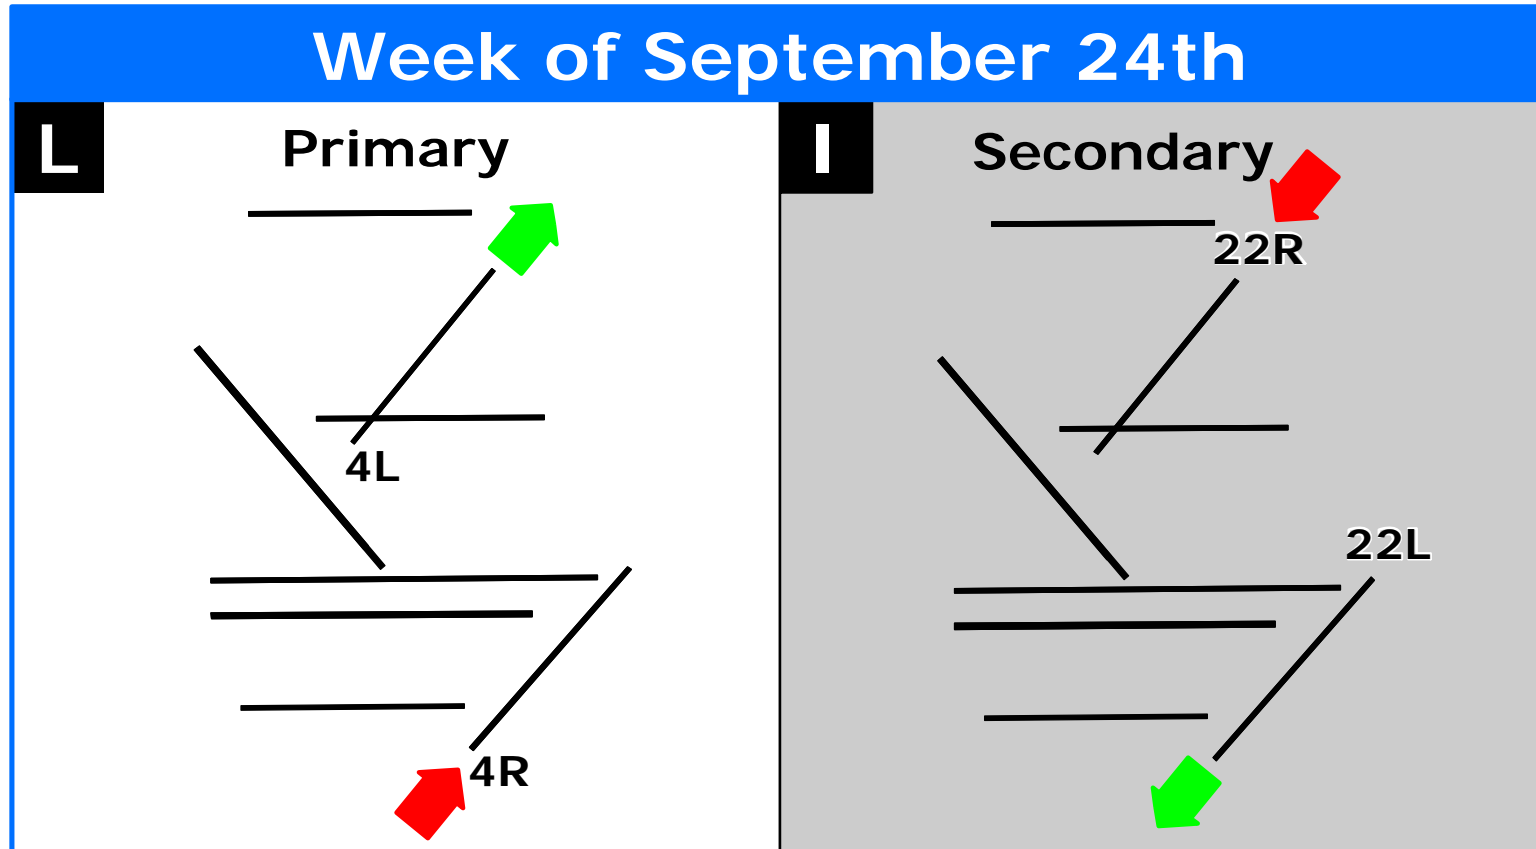 Week of September 24th
L
Primary
4L
4R
I
Secondary
22R
22L